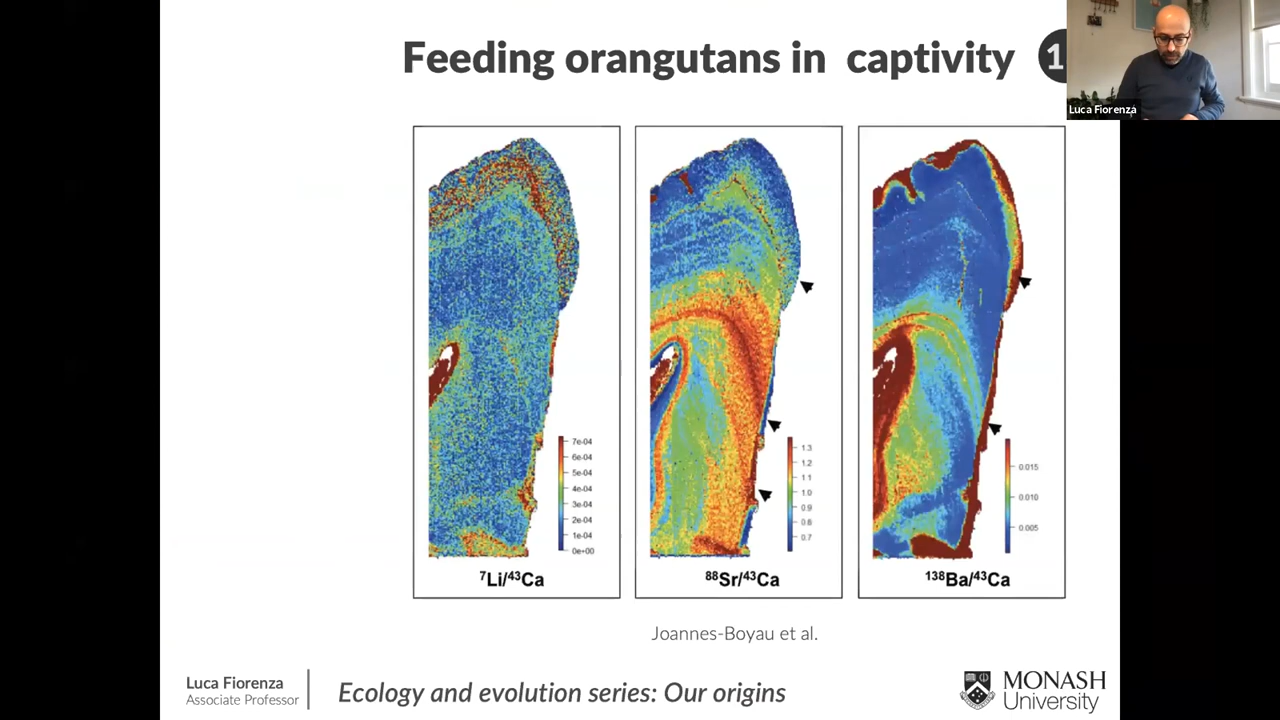 Feeding orangutans in captivity 1
Luca Fiorenza
7e-04
6e-04
5e-04
4e-04
3e-04
2e-04
1e-04
0e+00
⁷Li/⁴³Ca
1.3
1.2
1.1
1.0
0.9
0.8
0.7
⁸⁸Sr/⁴³Ca
0.015
0.010
0.005
¹³⁸Ba/⁴³Ca
Joannes-Boyau et al.
Luca Fiorenza
Associate Professor
Ecology and evolution series: Our origins
MONASH
University